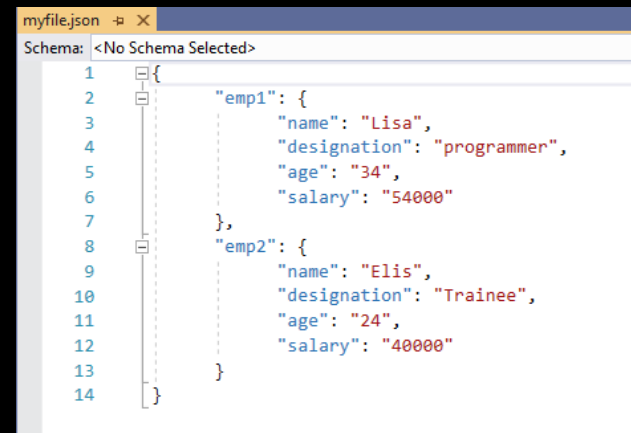 myfile.json
Schema: <No Schema Selected>
1 {
2 "emp1": {
3 "name": "Lisa",
4 "designation": "programmer",
5 "age": "34",
6 "salary": "54000"
7 },
8 "emp2": {
9 "name": "Elis",
10 "designation": "Trainee",
11 "age": "24",
12 "salary": "40000"
13 }
14 }